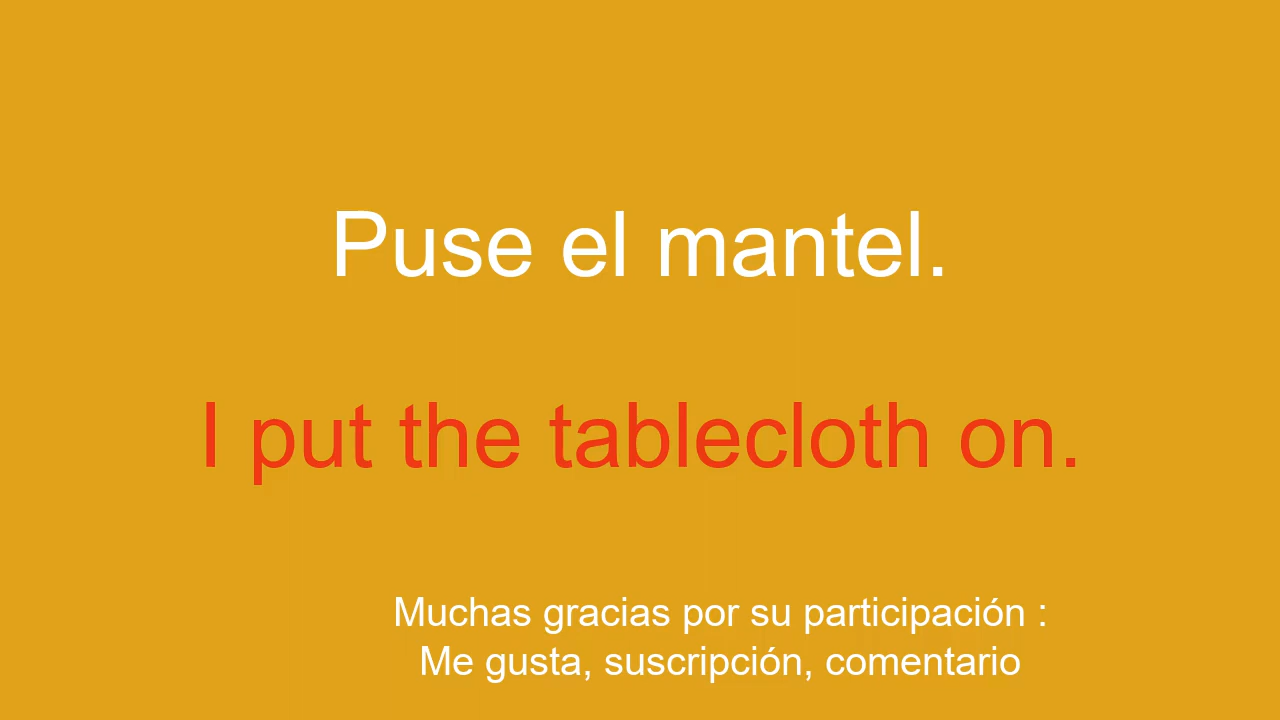 Puse el mantel.
I put the tablecloth on.
Muchas gracias por su participación :
Me gusta, suscripción, comentario